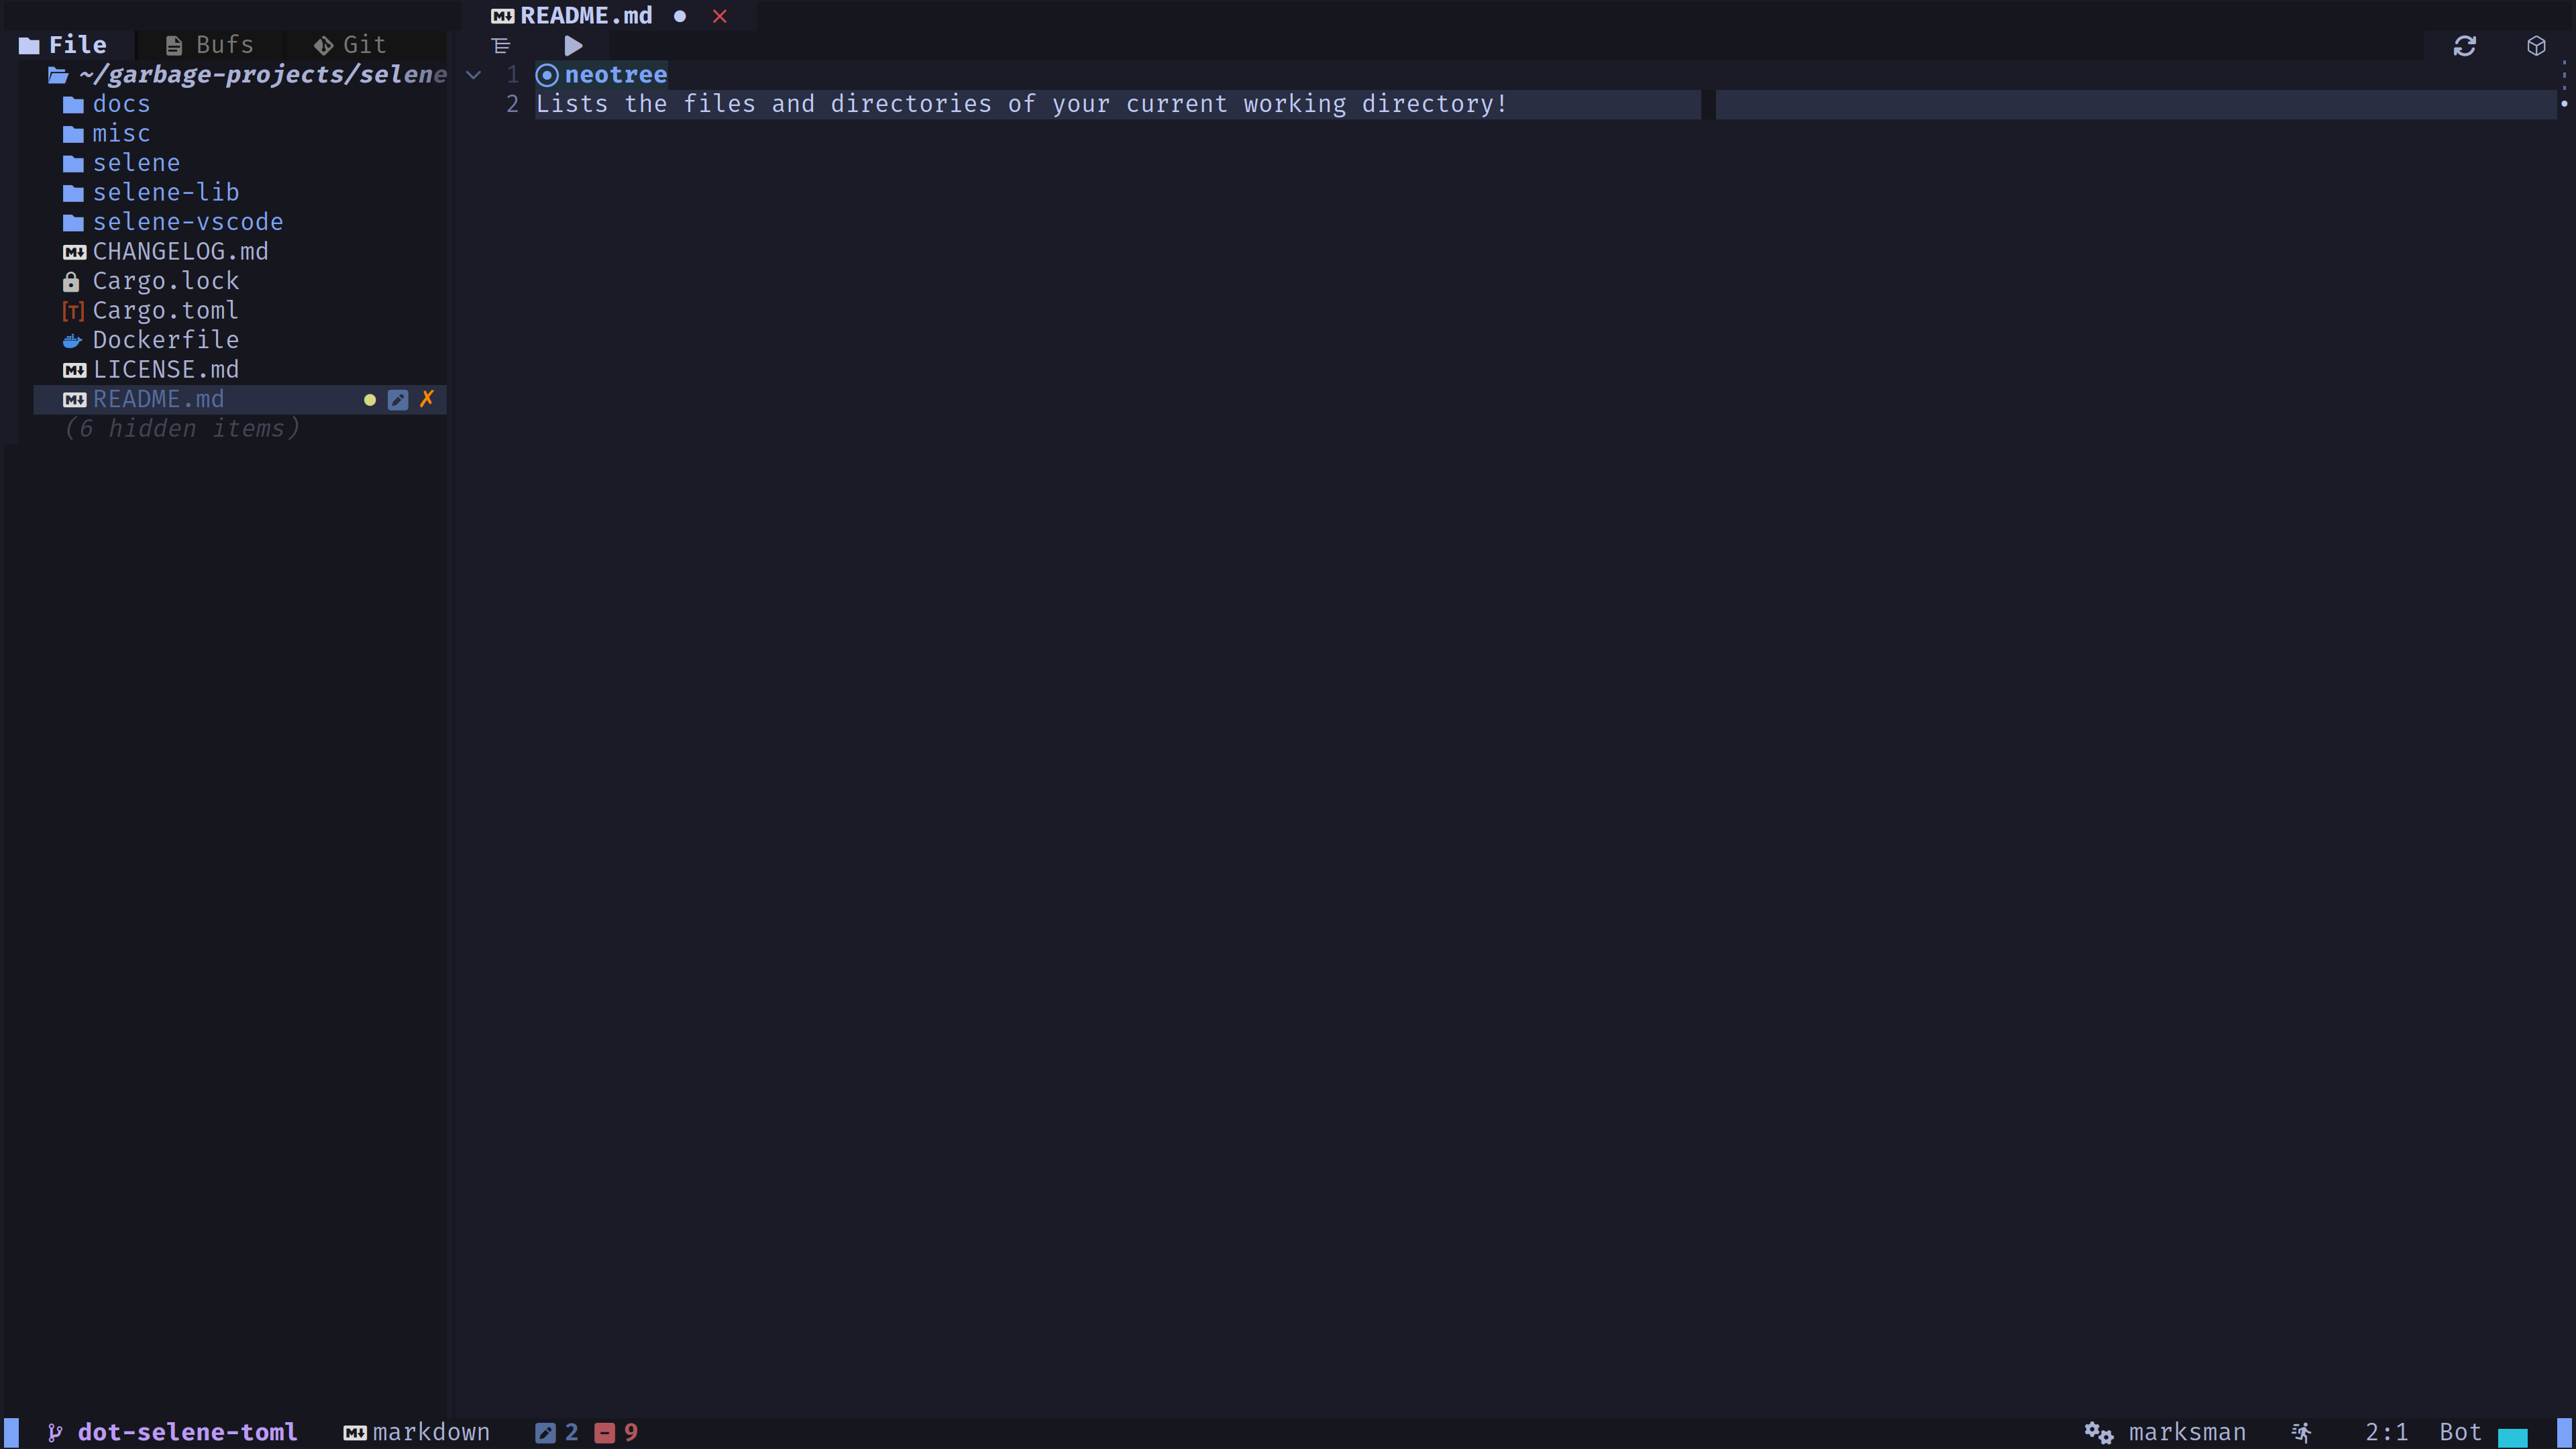 README.md
File Bufs Git
~/garbage-projects/selene
docs
misc
selene
selene-lib
selene-vscode
CHANGELOG.md
Cargo.lock
Cargo.toml
Dockerfile
LICENSE.md
README.md
(6 hidden items)
1 neotree
2 Lists the files and directories of your current working directory!
dot-selene-toml markdown 2 9 marksman 2:1 Bot